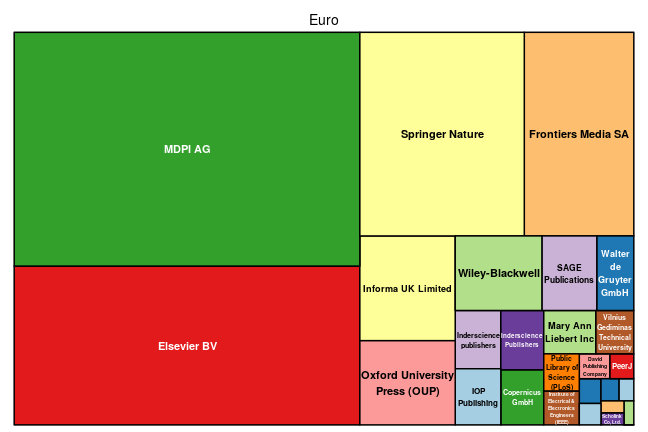 Euro
MDPI AG
Springer Nature
Frontiers Media SA
Elsevier BV
Informa UK Limited
Oxford University
Press (OUP)
Wiley-Blackwell
SAGE
Publications
Walter
de
Gruyter
GmbH
Inderscience
publishers
Inderscience
Publishers
IOP
Publishing
Copernicus
GmbH
Mary Ann
Liebert Inc
Vilnius
Gediminas
Technical
University
Public
Library of
Science
(PLoS)
David
Publishing
Company
PeerJ
Institute of
Electrical &
Electronics
Engineers
(IEEE)
Scholink
Co, Ltd.